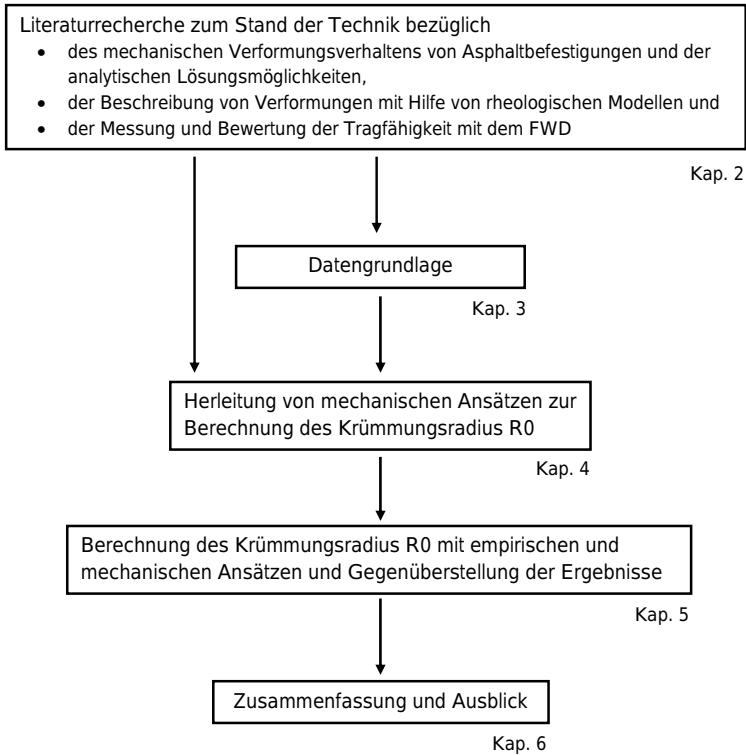 Literaturrecherche zum Stand der Technik bezüglich
• des mechanischen Verformungsverhaltens von Asphaltbefestigungen und der
analytischen Lösungsmöglichkeiten,
• der Beschreibung von Verformungen mit Hilfe von rheologischen Modellen und
• der Messung und Bewertung der Tragfähigkeit mit dem FWD
Kap. 2
Datengrundlage
Kap. 3
Herleitung von mechanischen Ansätzen zur
Berechnung des Krümmungsradius R0
Kap. 4
Berechnung des Krümmungsradius R0 mit empirischen und
mechanischen Ansätzen und Gegenüberstellung der Ergebnisse
Kap. 5
Zusammenfassung und Ausblick
Kap. 6